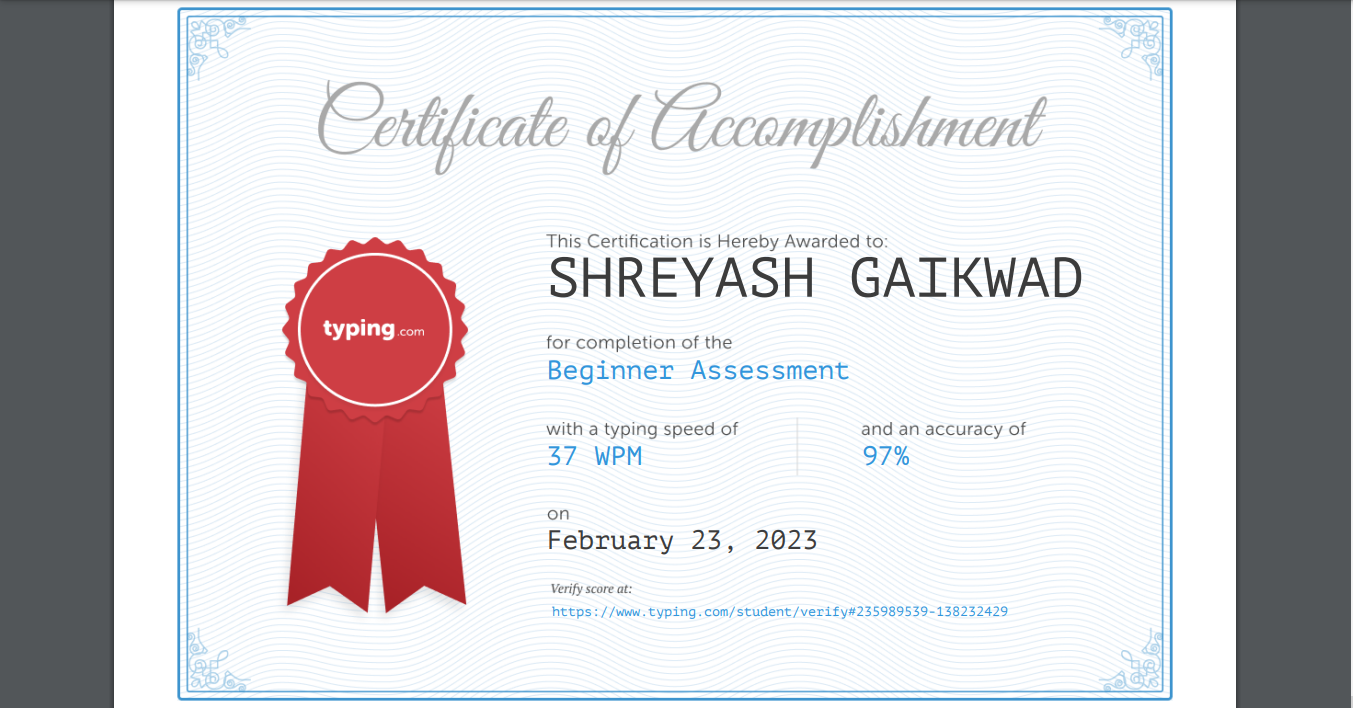 Certificate of Accomplishment
This Certification is Hereby Awarded to:
SHREYASH GAIKWAD
typing.com
for completion of the
Beginner Assessment
with a typing speed of
37 WPM
and an accuracy of
97%
on
February 23, 2023
Verify score at:
https://www.typing.com/student/verify#235989539-138232429